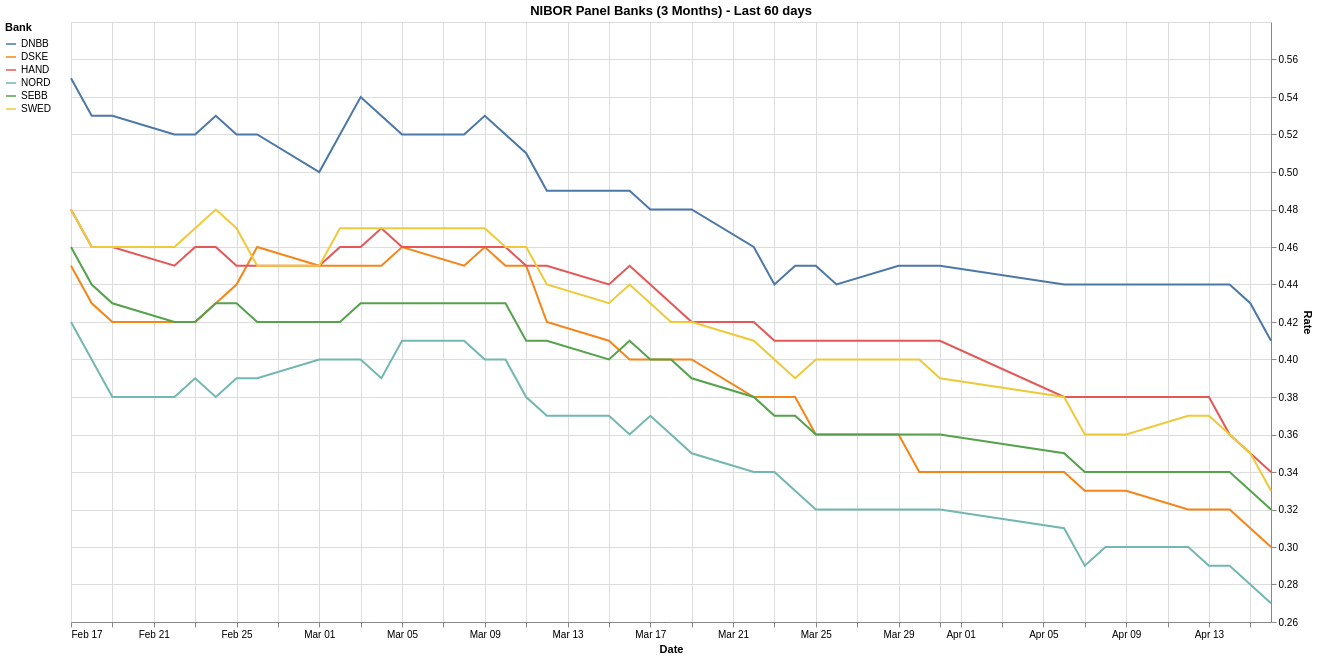 NIBOR Panel Banks (3 Months) - Last 60 days
Bank
DNBB
DSKE
HAND
NORD
SEBB
SWED
0.56
0.54
0.52
0.50
0.48
0.46
0.44
0.42
0.40
0.38
0.36
0.34
0.32
0.30
0.28
0.26
Rate
Feb 17 Feb 21 Feb 25 Mar 01 Mar 05 Mar 09 Mar 13 Mar 17 Mar 21 Mar 25 Mar 29 Apr 01 Apr 05 Apr 09 Apr 13
Date